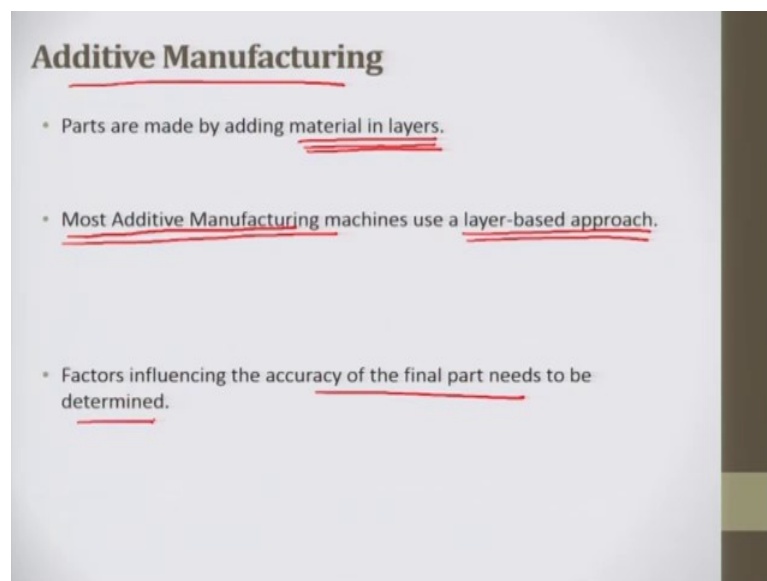 Additive Manufacturing
• Parts are made by adding material in layers.
• Most Additive Manufacturing machines use a layer-based approach.
• Factors influencing the accuracy of the final part needs to be
determined.